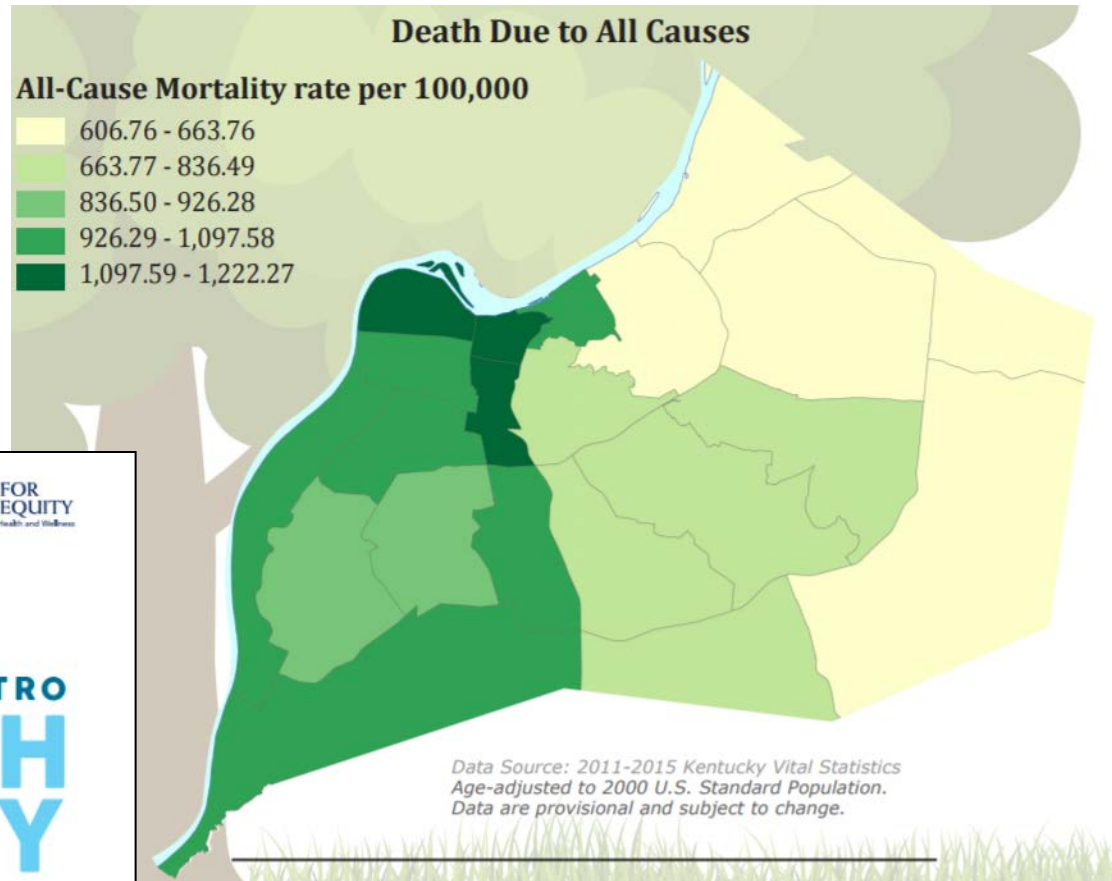 Death Due to All Causes
All-Cause Mortality rate per 100,000
606.76 - 663.76
663.77 - 836.49
836.50 - 926.28
926.29 - 1,097.58
1,097.59 - 1,222.27
FOR
EQUITY
Health and Wellness
TRO
H
Y
Data Source: 2011-2015 Kentucky Vital Statistics
Age-adjusted to 2000 U.S. Standard Population.
Data are provisional and subject to change.